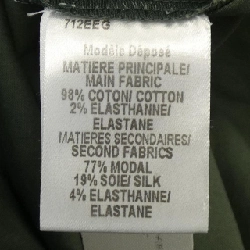 712EEG
Modèle Déposé
MATIERE PRINCIPALE/
MAIN FABRIC
98% COTON/ COTTON
2% ELASTHANNE/
ELASTANE
MATIERES SECONDAIRES/
SECOND FABRICS
77% MODAL
19% SOIE/ SILK
4% ELASTHANNE/
ELASTANE